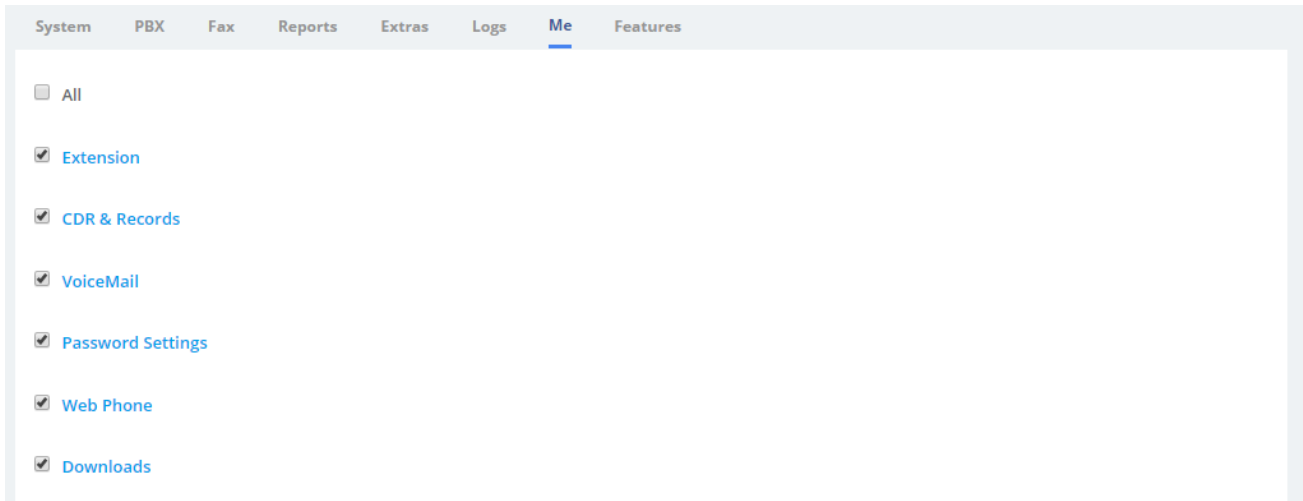 System PBX Fax Reports Extras Logs Me Features
All
Extension
CDR & Records
VoiceMail
Password Settings
Web Phone
Downloads